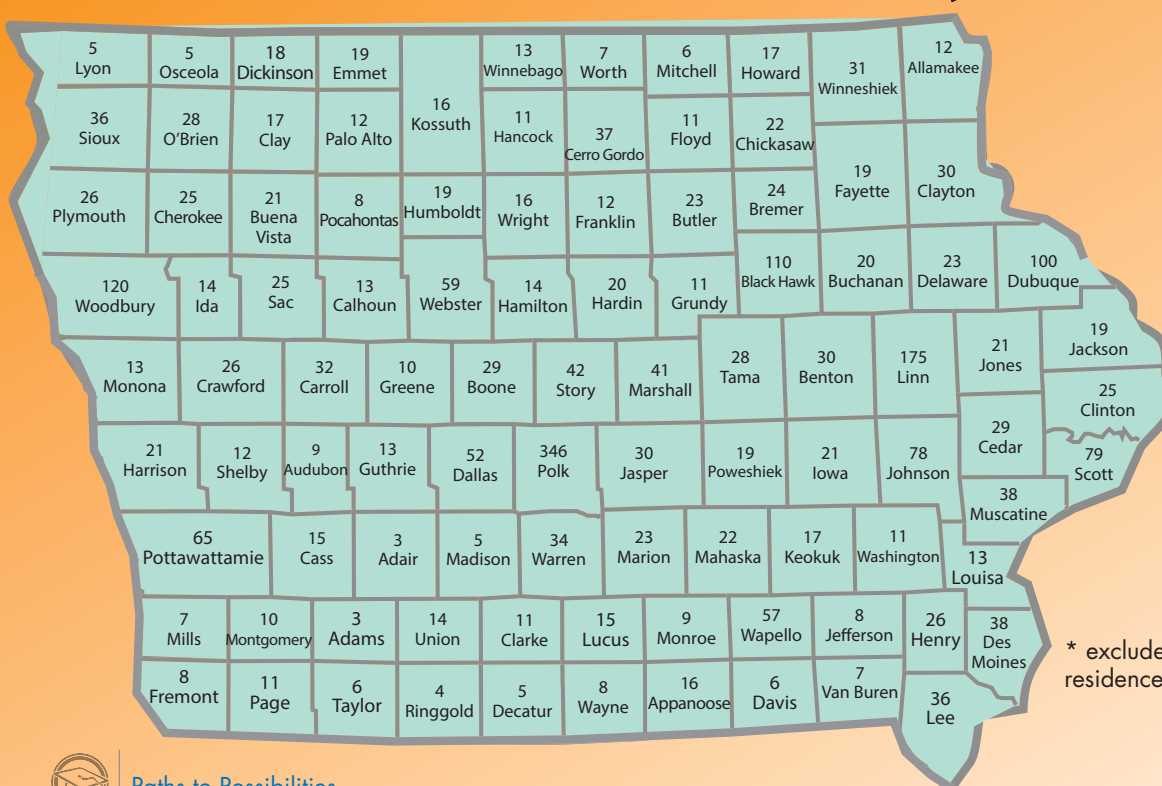 5
Lyon
5
Osceola
18
Dickinson
19
Emmet
16
Kossuth
13
Winnebago
7
Worth
6
Mitchell
17
Howard
31
Winneshiek
12
Allamakee
36
Sioux
28
O’Brien
17
Clay
12
Palo Alto
11
Hancock
37
Cerro Gordo
11
Floyd
22
Chickasaw
19
Fayette
30
Clayton
26
Plymouth
25
Cherokee
21
Buena
Vista
8
Pocahontas
19
Humboldt
16
Wright
12
Franklin
23
Butler
24
Bremer
120
Woodbury
14
Ida
25
Sac
13
Calhoun
59
Webster
14
Hamilton
20
Hardin
11
Grundy
110
Black Hawk
20
Buchanan
23
Delaware
100
Dubuque
13
Monona
26
Crawford
32
Carroll
10
Greene
29
Boone
42
Story
41
Marshall
28
Tama
30
Benton
175
Linn
21
Jones
19
Jackson
25
Clinton
21
Harrison
12
Shelby
9
Audubon
13
Guthrie
52
Dallas
346
Polk
30
Jasper
19
Poweshiek
21
Iowa
78
Johnson
29
Cedar
79
Scott
38
Muscatine
65
Pottawattamie
15
Cass
3
Adair
5
Madison
34
Warren
23
Marion
22
Mahaska
17
Keokuk
11
Washington
13
Louisa
7
Mills
10
Montgomery
3
Adams
14
Union
11
Clarke
15
Lucus
9
Monroe
57
Wapello
8
Jefferson
26
Henry
38
Des
Moines
8
Fremont
11
Page
6
Taylor
4
Ringgold
5
Decatur
8
Wayne
16
Appanoose
6
Davis
7
Van Buren
36
Lee
* exclude
residence
Paths to Possibilities